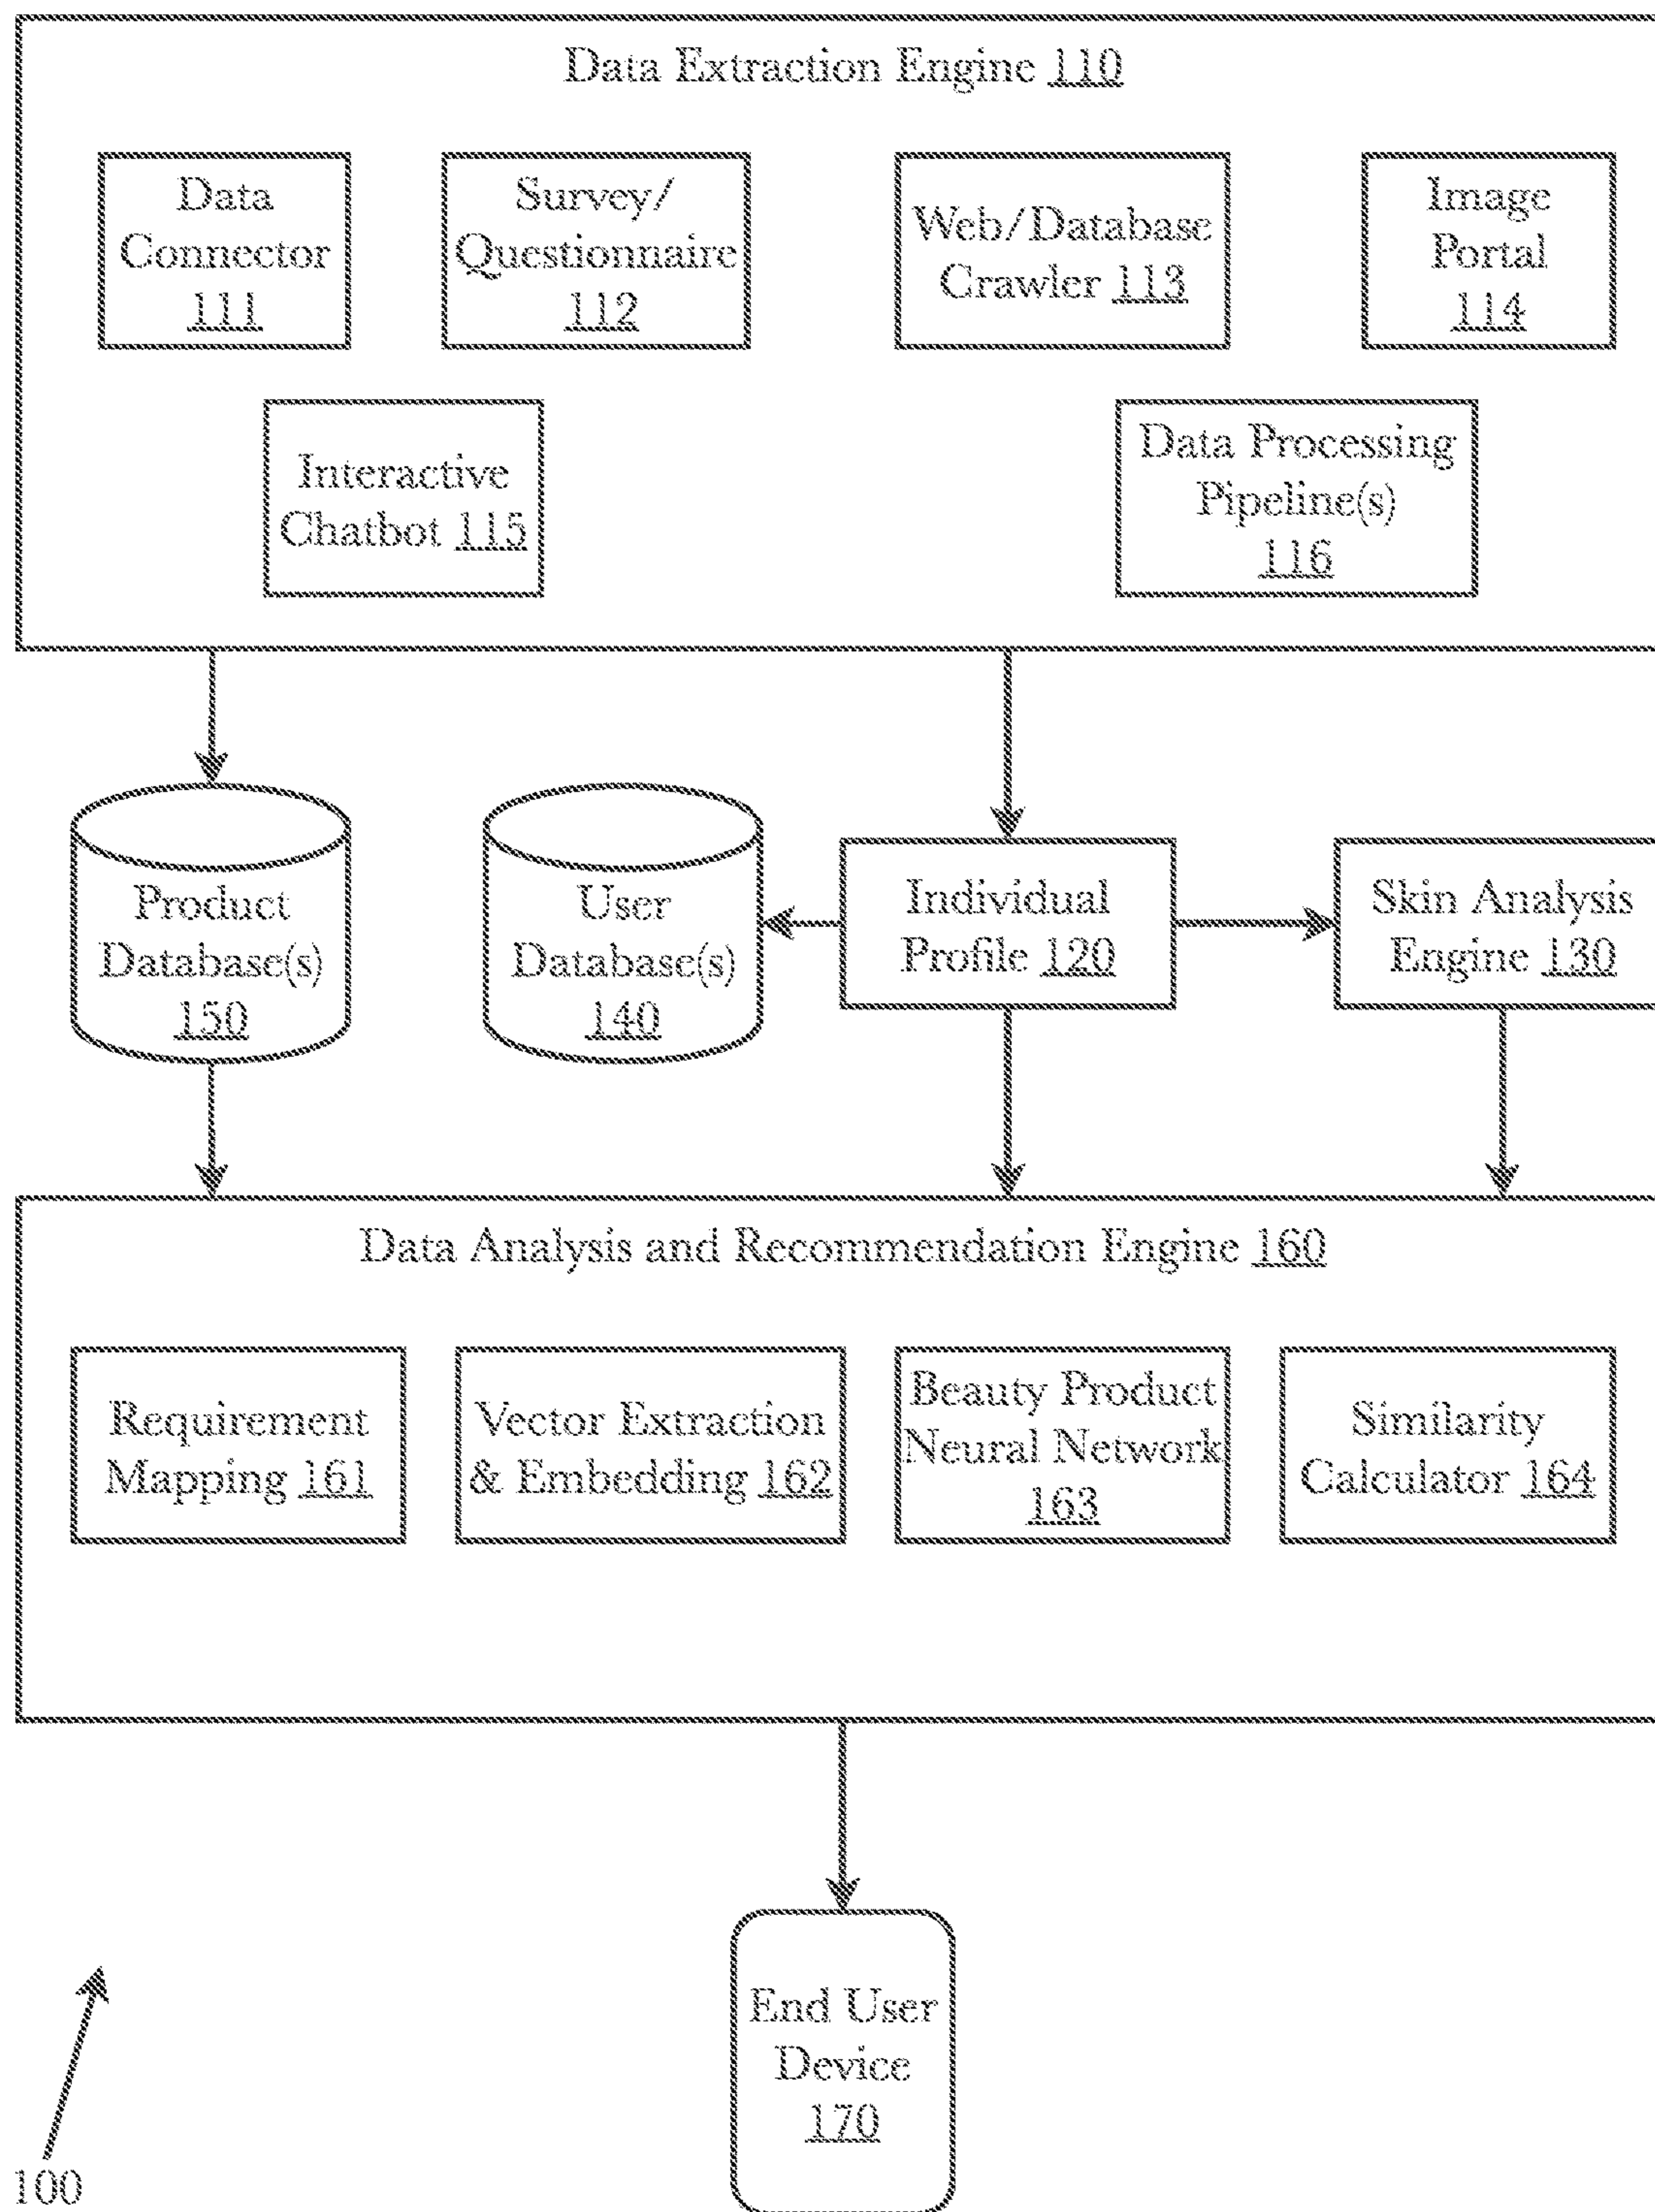 Data Extraction Engine 110
Data
Connector
111
Survey/
Questionnaire
112
Web/Database
Crawler 113
Image
Portal
114
Interactive
Chatbot 115
Data Processing
Pipeline(s)
116
Product
Database(s)
150
User
Database(s)
140
Individual
Profile 120
Skin Analysis
Engine 130
Data Analysis and Recommendation Engine 160
Requirement
Mapping 161
Vector Extraction
& Embedding 162
Beauty Product
Neural Network
163
Similarity
Calculator 164
End User
Device
170
100